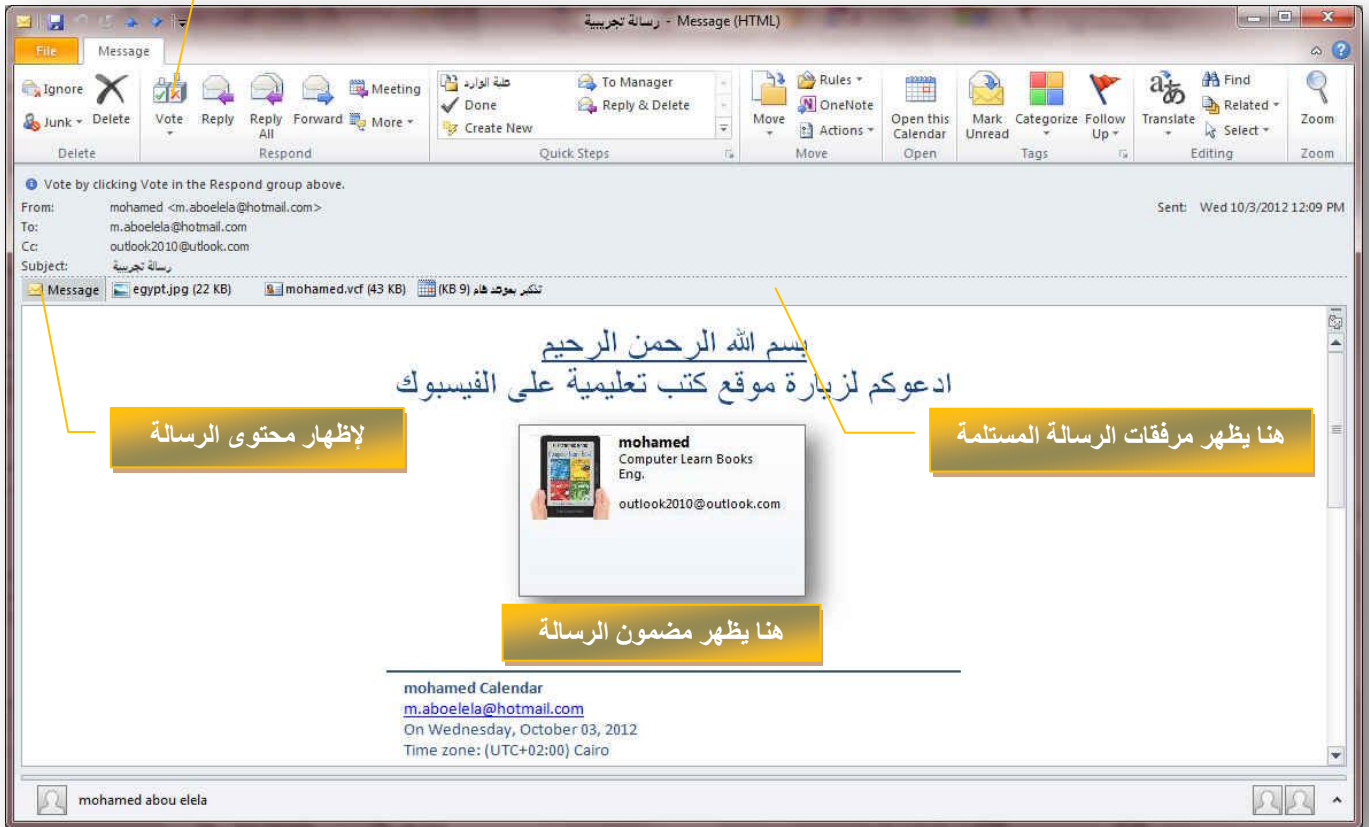 رسالة تجريبية - Message (HTML)
File Message
Ignore
Junk
Delete
Vote
Reply
Reply All
Forward
Meeting
More
علبة الوارد
Done
Create New
To Manager
Reply & Delete
Move
Rules
OneNote
Actions
Open this Calendar
Mark Unread
Categorize
Follow Up
Translate
Find
Related
Select
Zoom
Delete Respond Quick Steps Move Open Tags Editing Zoom
Vote by clicking Vote in the Respond group above.
From: mohamed <m.aboelela@hotmail.com> Sent: Wed 10/3/2012 12:09 PM
To: m.aboelela@hotmail.com
Cc: outlook2010@utlook.com
Subject: رسالة تجريبية
Message egypt.jpg (22 KB) mohamed.vcf (43 KB) تذكير بموعد هام (9 KB)
بسم الله الرحمن الرحيم
ادعوكم لزيارة موقع كتب تعليمية على الفيسبوك
هنا يظهر مرفقات الرسالة المستلمة
لإظهار محتوى الرسالة
mohamed
Computer Learn Books
Eng.
outlook2010@outlook.com
هنا يظهر مضمون الرسالة
mohamed Calendar
m.aboelela@hotmail.com
On Wednesday, October 03, 2012
Time zone: (UTC+02:00) Cairo
mohamed abou elela